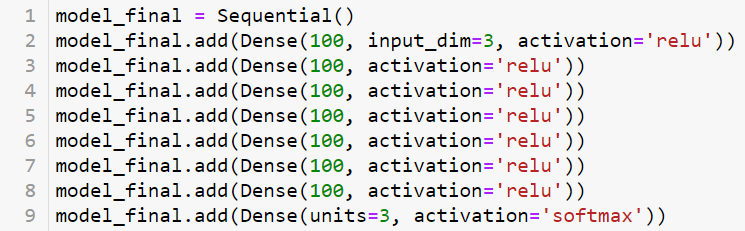 1 model_final = Sequential()
2 model_final.add(Dense(100, input_dim=3, activation='relu'))
3 model_final.add(Dense(100, activation='relu'))
4 model_final.add(Dense(100, activation='relu'))
5 model_final.add(Dense(100, activation='relu'))
6 model_final.add(Dense(100, activation='relu'))
7 model_final.add(Dense(100, activation='relu'))
8 model_final.add(Dense(100, activation='relu'))
9 model_final.add(Dense(units=3, activation='softmax'))